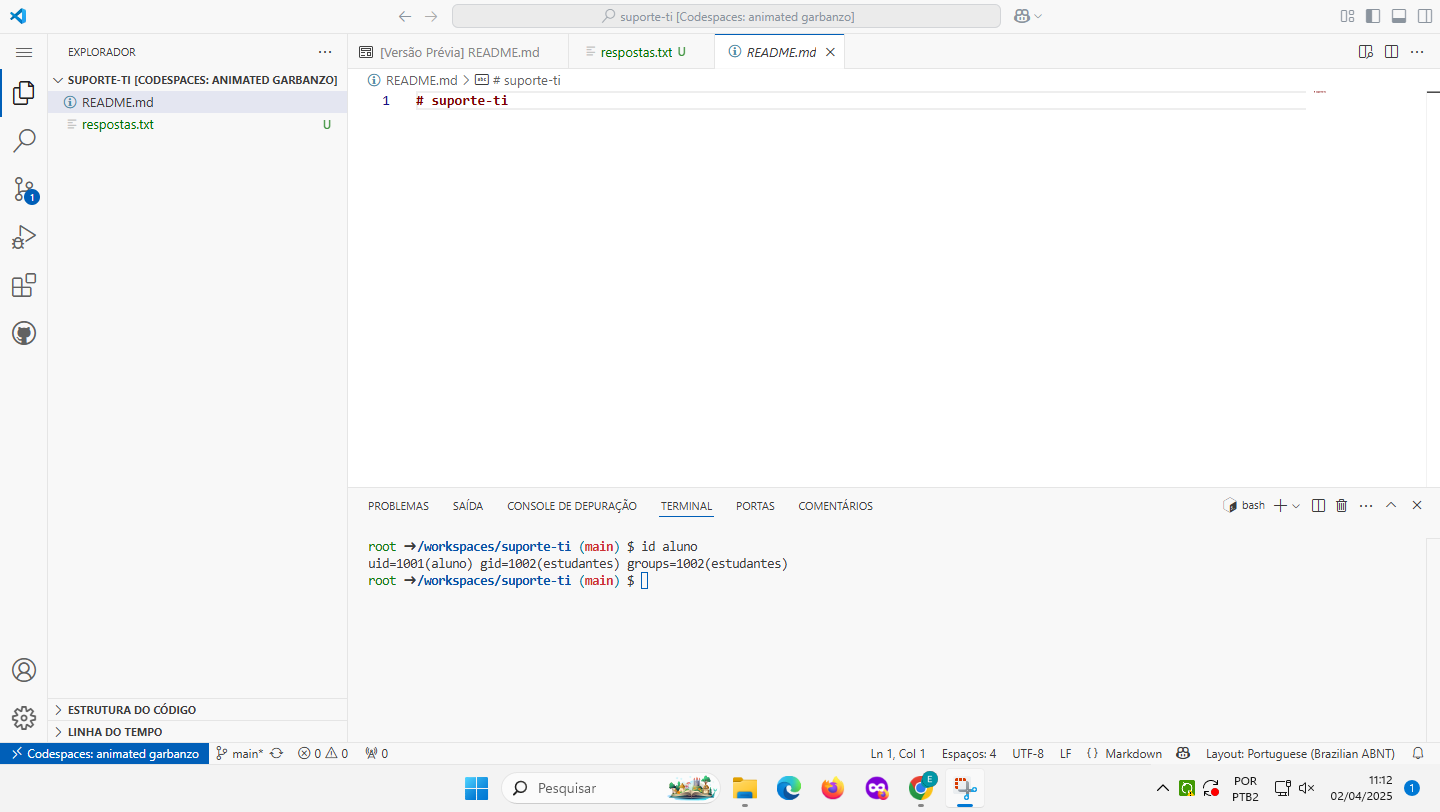 suporte-ti [Codespaces: animated garbanzo]
EXPLORADOR
SUPORTE-TI [CODESPACES: ANIMATED GARBANZO]
README.md
respostas.txt U
ESTRUTURA DO CÓDIGO
LINHA DO TEMPO
[Versão Prévia] README.md
respostas.txt U
README.md
README.md > abc # suporte-ti
1 # suporte-ti
PROBLEMAS SAÍDA CONSOLE DE DEPURAÇÃO TERMINAL PORTAS COMENTÁRIOS
bash
root ➜/workspaces/suporte-ti (main) $ id aluno
uid=1001(aluno) gid=1002(estudantes) groups=1002(estudantes)
root ➜/workspaces/suporte-ti (main) $
1
Codespaces: animated garbanzo main* 0 0 0
Ln 1, Col 1 Espaços: 4 UTF-8 LF { } Markdown Layout: Portuguese (Brazilian ABNT)
Pesquisar
E
POR
PTB2
11:12
02/04/2025
1